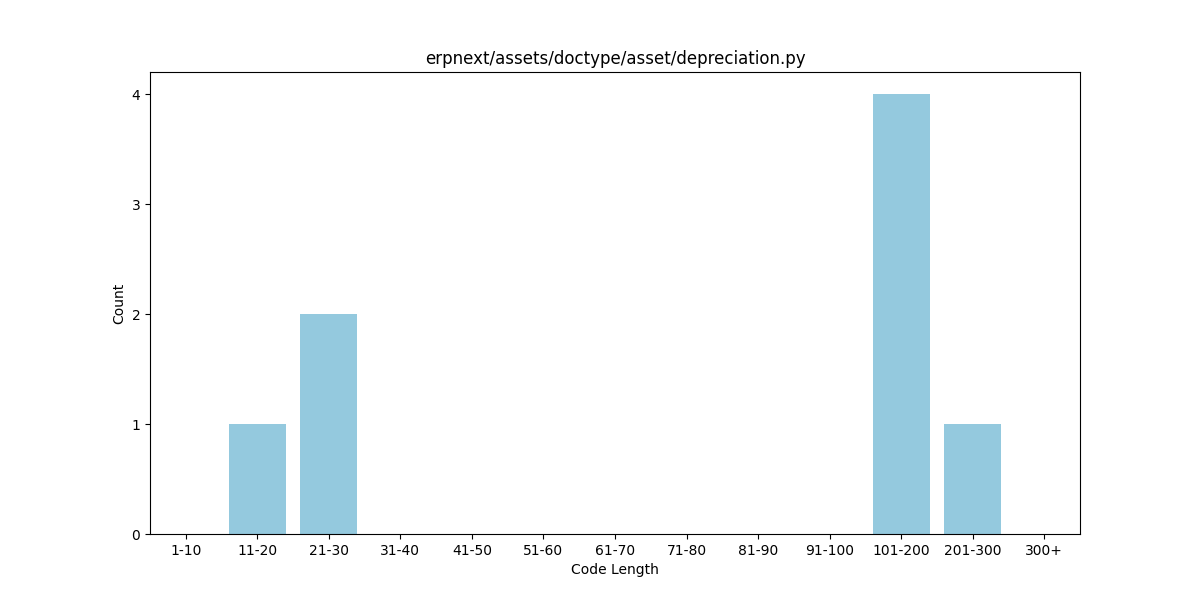 erpnext/assets/doctype/asset/depreciation.py
Count
4
3
2
1
0
1-10 11-20 21-30 31-40 41-50 51-60 61-70 71-80 81-90 91-100 101-200 201-300 300+
Code Length